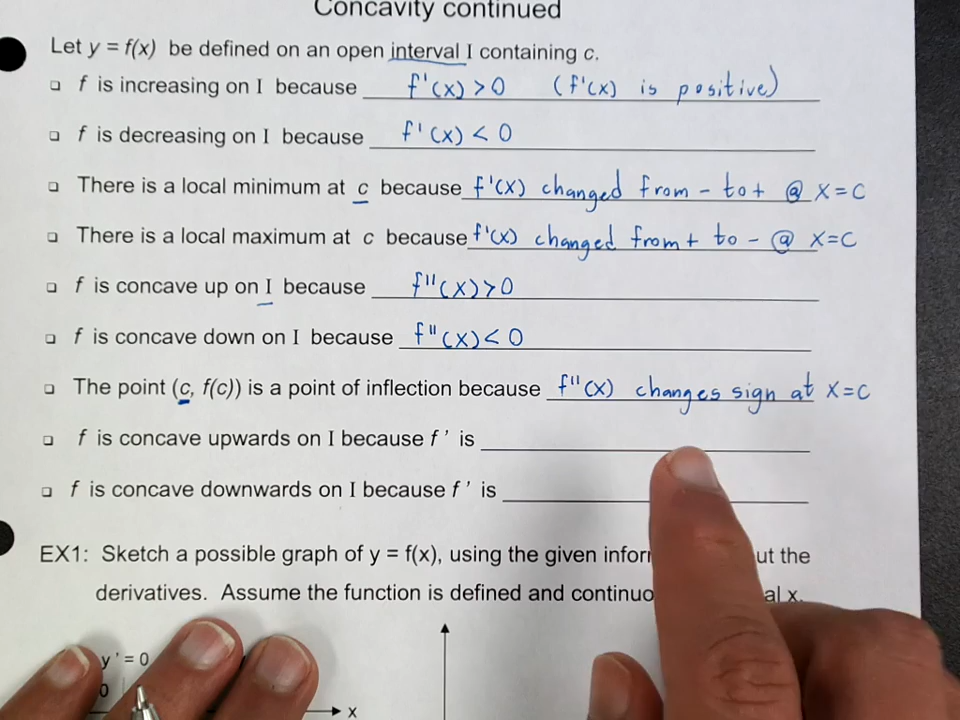 Concavity continued
Let y = f(x) be defined on an open interval I containing c.
f is increasing on I because f'(x) > 0 (f'(x) is positive)
f is decreasing on I because f'(x) < 0
There is a local minimum at c because f'(x) changed from - to + @ x=c
There is a local maximum at c because f'(x) changed from + to - @ x=c
f is concave up on I because f''(x) > 0
f is concave down on I because f''(x) < 0
The point (c, f(c)) is a point of inflection because f''(x) changes sign at x=c
f is concave upwards on I because f ' is
f is concave downwards on I because f ' is
EX1: Sketch a possible graph of y = f(x), using the given ut the
derivatives. Assume the function is defined and al x.
y ' = 0
0
x